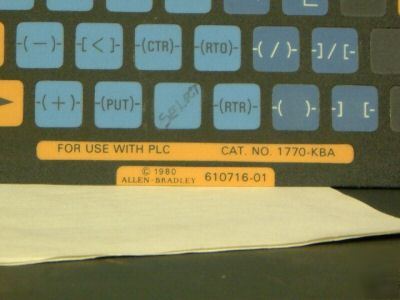 -(-)- -[<]- -(CTR)- -(RTO)- -(/)- -]/[-
-(+)- -(PUT)- SELECT -(RTR)- -( )- -] [-
FOR USE WITH PLC CAT. NO. 1770-KBA
© 1980
ALLEN-BRADLEY 610716-01